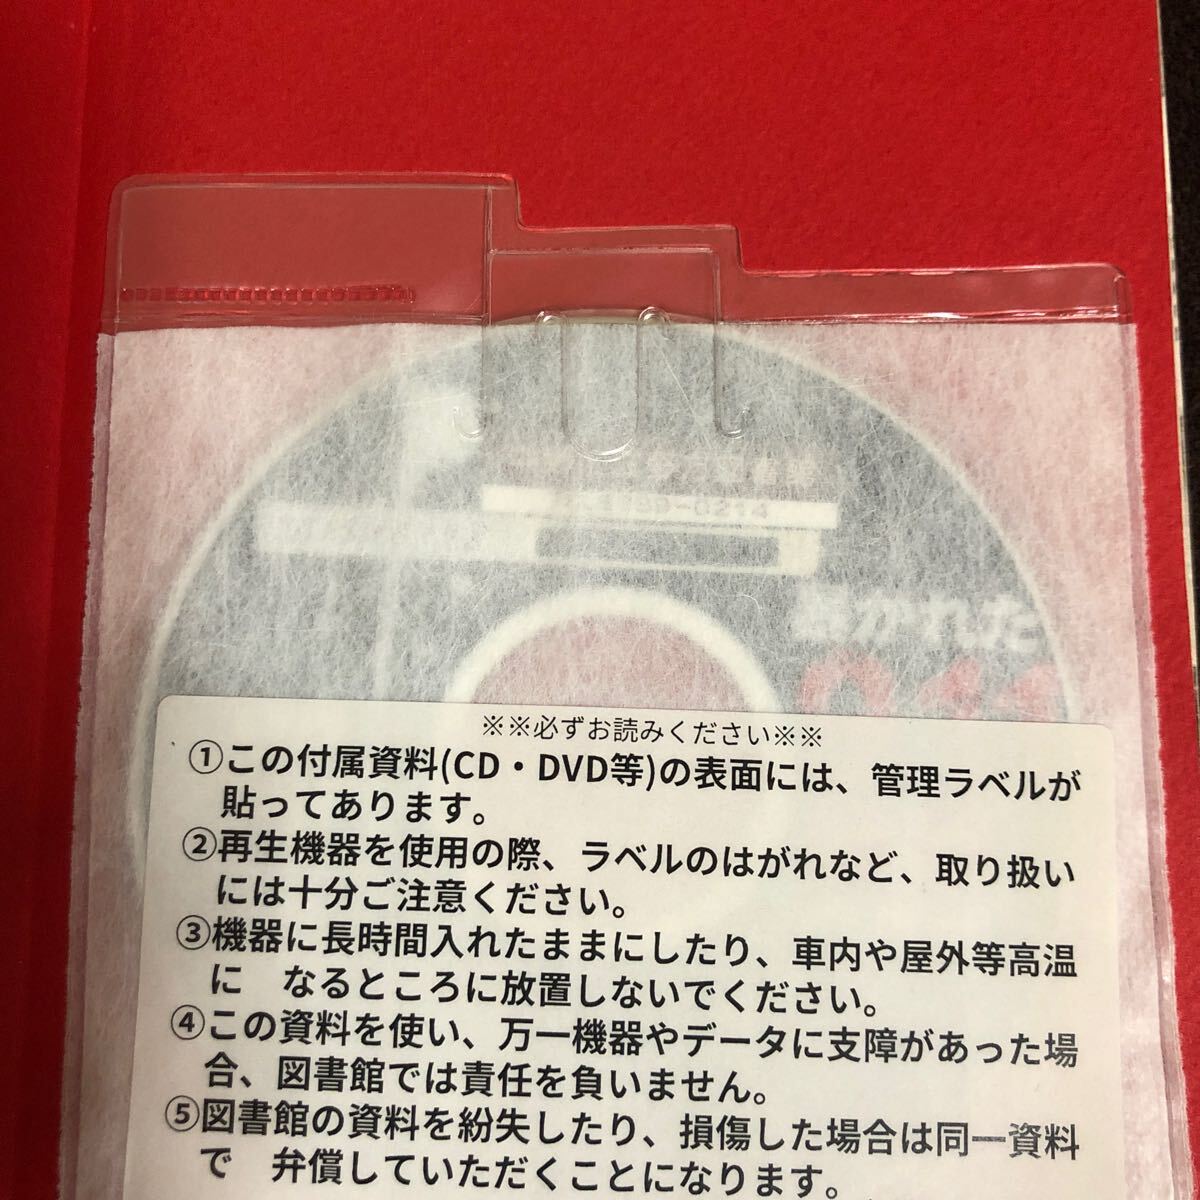 -0214
暴かれた
※※必ずお読みください※※
①この付属資料(CD・DVD等)の表面には、管理ラベルが
貼ってあります。
②再生機器を使用の際、ラベルのはがれなど、取り扱い
には十分ご注意ください。
③機器に長時間入れたままにしたり、車内や屋外等高温
に　なるところに放置しないでください。
④この資料を使い、万一機器やデータに支障があった場
合、図書館では責任を負いません。
⑤図書館の資料を紛失したり、損傷した場合は同一資料
で　弁償していただくことになります。